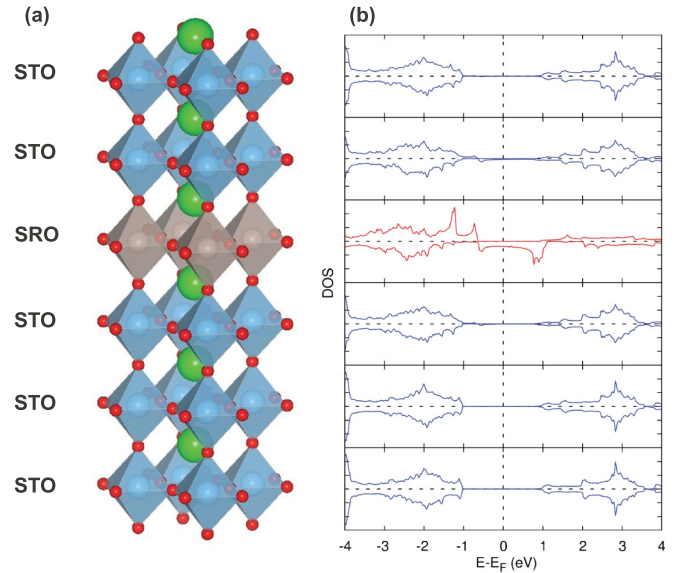 (a)
(b)
STO
STO
SRO
STO
STO
STO
DOS
-4 -3 -2 -1 0 1 2 3 4
E-EF (eV)